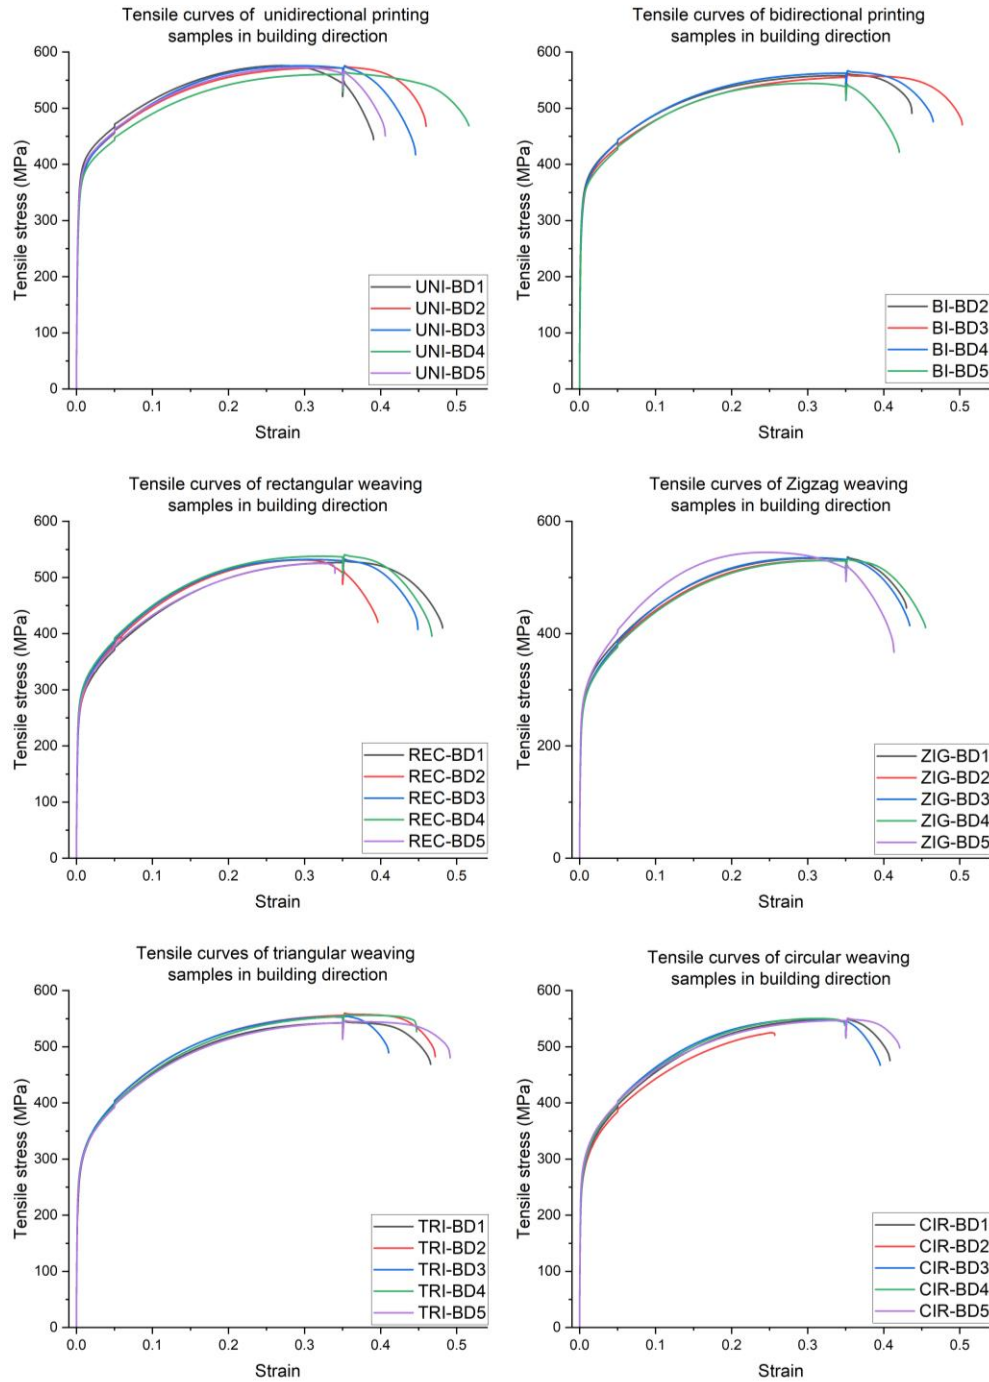 Tensile curves of unidirectional printing
samples in building direction
600
500
400
300
200
100
0
Tensile stress (MPa)
UNI-BD1
UNI-BD2
UNI-BD3
UNI-BD4
UNI-BD5
0.0 0.1 0.2 0.3 0.4 0.5
Strain
Tensile curves of bidirectional printing
samples in building direction
600
500
400
300
200
100
0
Tensile stress (MPa)
BI-BD2
BI-BD3
BI-BD4
BI-BD5
0.0 0.1 0.2 0.3 0.4 0.5
Strain
Tensile curves of rectangular weaving
samples in building direction
600
500
400
300
200
100
0
Tensile stress (MPa)
REC-BD1
REC-BD2
REC-BD3
REC-BD4
REC-BD5
0.0 0.1 0.2 0.3 0.4 0.5
Strain
Tensile curves of Zigzag weaving
samples in building direction
600
400
200
0
Tensile stress (MPa)
ZIG-BD1
ZIG-BD2
ZIG-BD3
ZIG-BD4
ZIG-BD5
0.0 0.1 0.2 0.3 0.4 0.5
Strain
Tensile curves of triangular weaving
samples in building direction
600
500
400
300
200
100
0
Tensile stress (MPa)
TRI-BD1
TRI-BD2
TRI-BD3
TRI-BD4
TRI-BD5
0.0 0.1 0.2 0.3 0.4 0.5
Strain
Tensile curves of circular weaving
samples in building direction
600
500
400
300
200
100
0
Tensile stress (MPa)
CIR-BD1
CIR-BD2
CIR-BD3
CIR-BD4
CIR-BD5
0.0 0.1 0.2 0.3 0.4 0.5
Strain